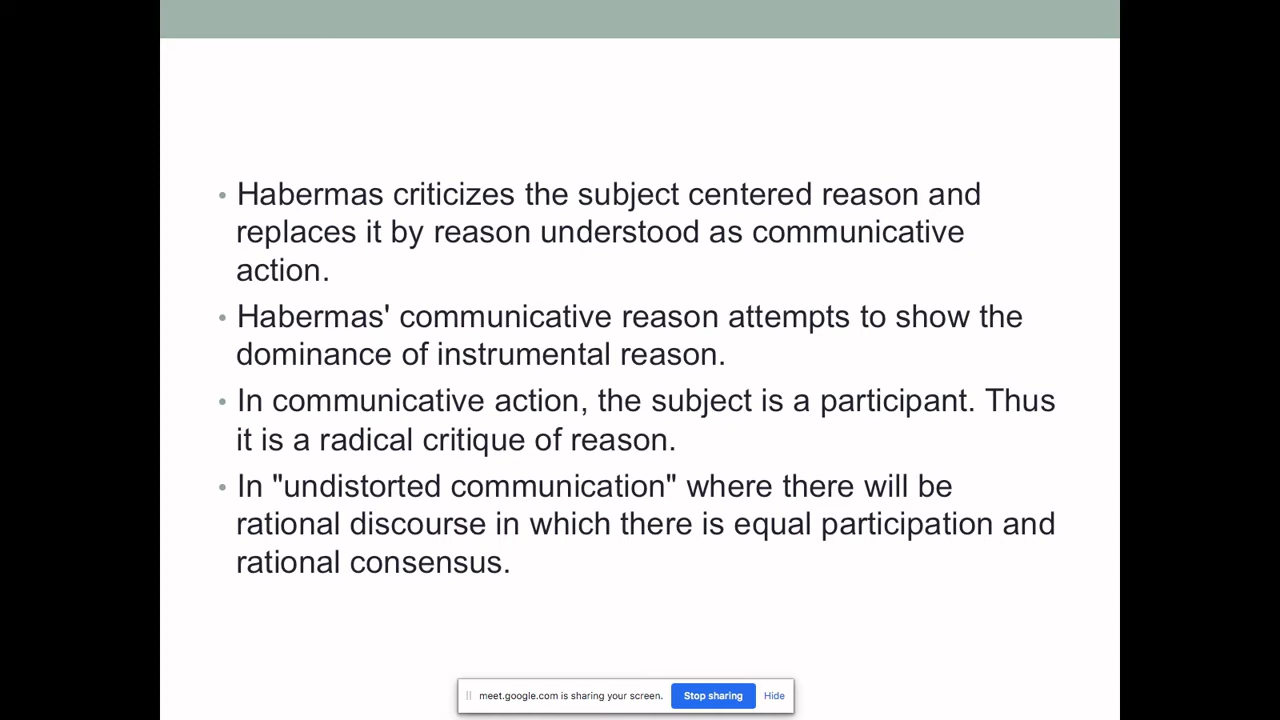 • Habermas criticizes the subject centered reason and
replaces it by reason understood as communicative
action.
• Habermas' communicative reason attempts to show the
dominance of instrumental reason.
• In communicative action, the subject is a participant. Thus
it is a radical critique of reason.
• In "undistorted communication" where there will be
rational discourse in which there is equal participation and
rational consensus.
meet.google.com is sharing your screen. Stop sharing Hide